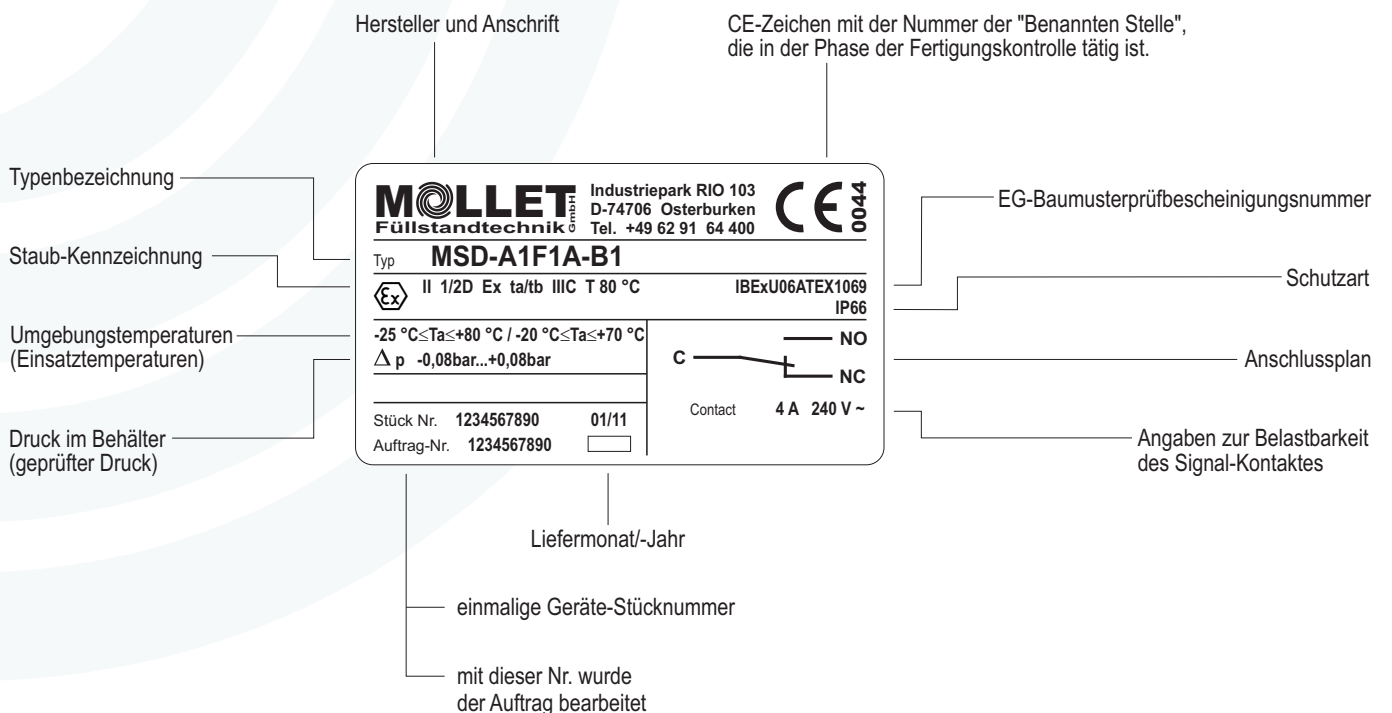 Hersteller und Anschrift
CE-Zeichen mit der Nummer der "Benannten Stelle",
die in der Phase der Fertigungskontrolle tätig ist.
Typenbezeichnung
Staub-Kennzeichnung
Umgebungstemperaturen
(Einsatztemperaturen)
Druck im Behälter
(geprüfter Druck)
MOLLET
Füllstandtechnik GmbH
Industriepark RIO 103
D-74706 Osterburken
Tel. +49 62 91 64 400
CE 0044
Typ MSD-A1F1A-B1
Ex II 1/2D Ex ta/tb IIIC T 80 °C
IBExU06ATEX1069
IP66
-25 °C≤Ta≤+80 °C / -20 °C≤Ta≤+70 °C
Δ p -0,08bar...+0,08bar
NO
C
NC
Contact 4 A 240 V ~
Stück Nr. 1234567890 01/11
Auftrag-Nr. 1234567890
EG-Baumusterprüfbescheinigungsnummer
Schutzart
Anschlussplan
Angaben zur Belastbarkeit
des Signal-Kontaktes
Liefermonat/-Jahr
einmalige Geräte-Stücknummer
mit dieser Nr. wurde
der Auftrag bearbeitet